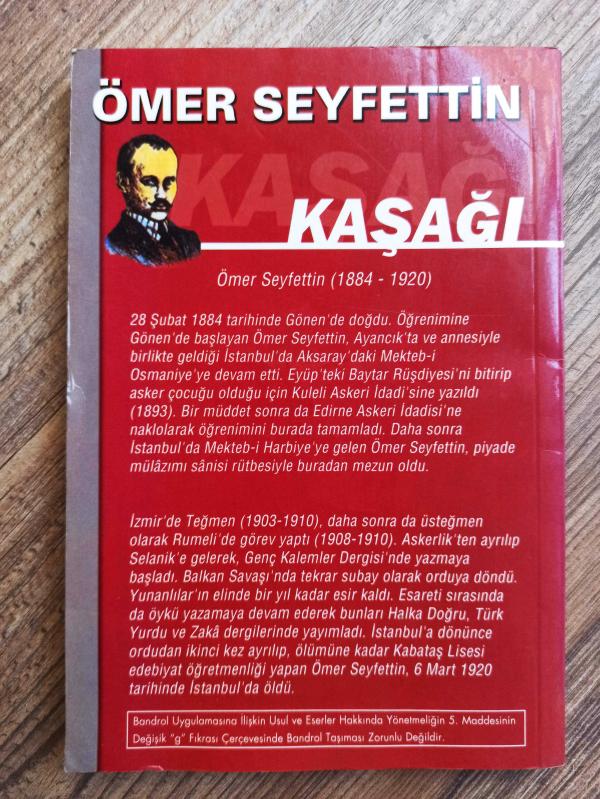 ÖMER SEYFETTİN
KAŞAĞI
KAŞAĞI
Ömer Seyfettin (1884 - 1920)
28 Şubat 1884 tarihinde Gönen'de doğdu. Öğrenimine
Gönen'de başlayan Ömer Seyfettin, Ayancık'ta ve annesiyle
birlikte geldiği İstanbul'da Aksaray'daki Mekteb-i
Osmaniye'ye devam etti. Eyüp'teki Baytar Rüşdiyesi'ni bitirip
asker çocuğu olduğu için Kuleli Askeri İdadi'sine yazıldı
(1893). Bir müddet sonra da Edirne Askeri İdadisi'ne
naklolarak öğrenimini burada tamamladı. Daha sonra
İstanbul'da Mekteb-i Harbiye'ye gelen Ömer Seyfettin, piyade
mülâzımı sânisi rütbesiyle buradan mezun oldu.
İzmir'de Teğmen (1903-1910), daha sonra da üsteğmen
olarak Rumeli'de görev yaptı (1908-1910). Askerlik'ten ayrılıp
Selanik'e gelerek, Genç Kalemler Dergisi'nde yazmaya
başladı. Balkan Savaşı'nda tekrar subay olarak orduya döndü.
Yunanlılar'ın elinde bir yıl kadar esir kaldı. Esareti sırasında
da öykü yazamaya devam ederek bunları Halka Doğru, Türk
Yurdu ve Zakâ dergilerinde yayımladı. İstanbul'a dönünce
ordudan ikinci kez ayrılıp, ölümüne kadar Kabataş Lisesi
edebiyat öğretmenliği yapan Ömer Seyfettin, 6 Mart 1920
tarihinde İstanbul'da öldü.
Bandrol Uygulamasına İlişkin Usul ve Eserler Hakkında Yönetmeliğin 5. Maddesinin
Değişik "g" Fıkrası Çerçevesinde Bandrol Taşıması Zorunlu Değildir.